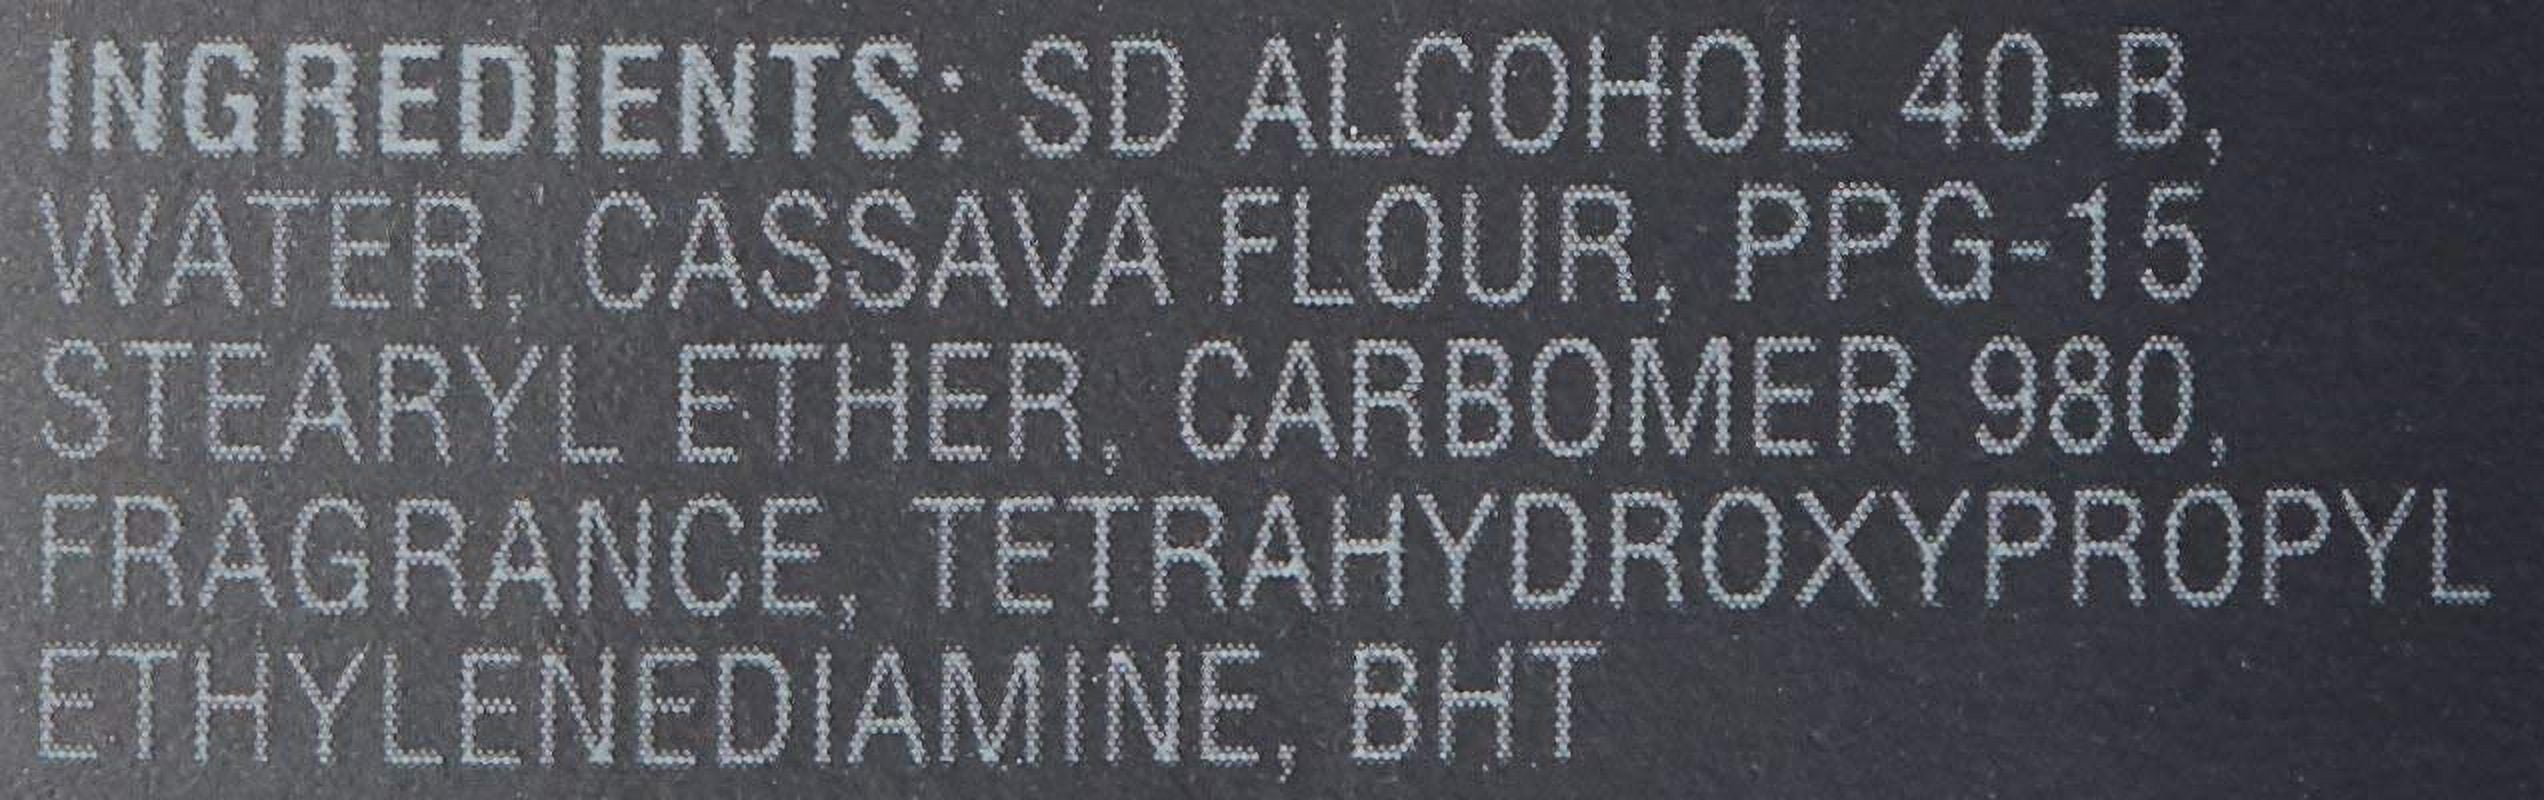 INGREDIENTS: SD ALCOHOL 40-B,
WATER, CASSAVA FLOUR, PPG-15
STEARYL ETHER, CARBOMER 980,
FRAGRANCE, TETRAHYDROXYPROPYL
ETHYLENEDIAMINE, BHT